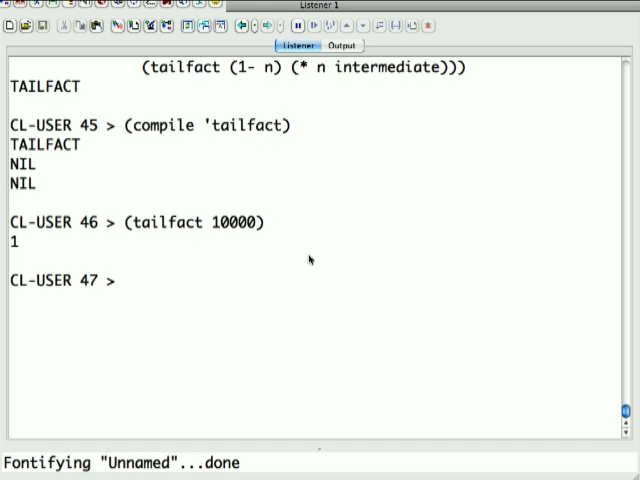 Listener 1
Listener Output
(tailfact (1- n) (* n intermediate)))
TAILFACT
CL-USER 45 > (compile 'tailfact)
TAILFACT
NIL
NIL
CL-USER 46 > (tailfact 10000)
1
CL-USER 47 >
Fontifying "Unnamed"...done